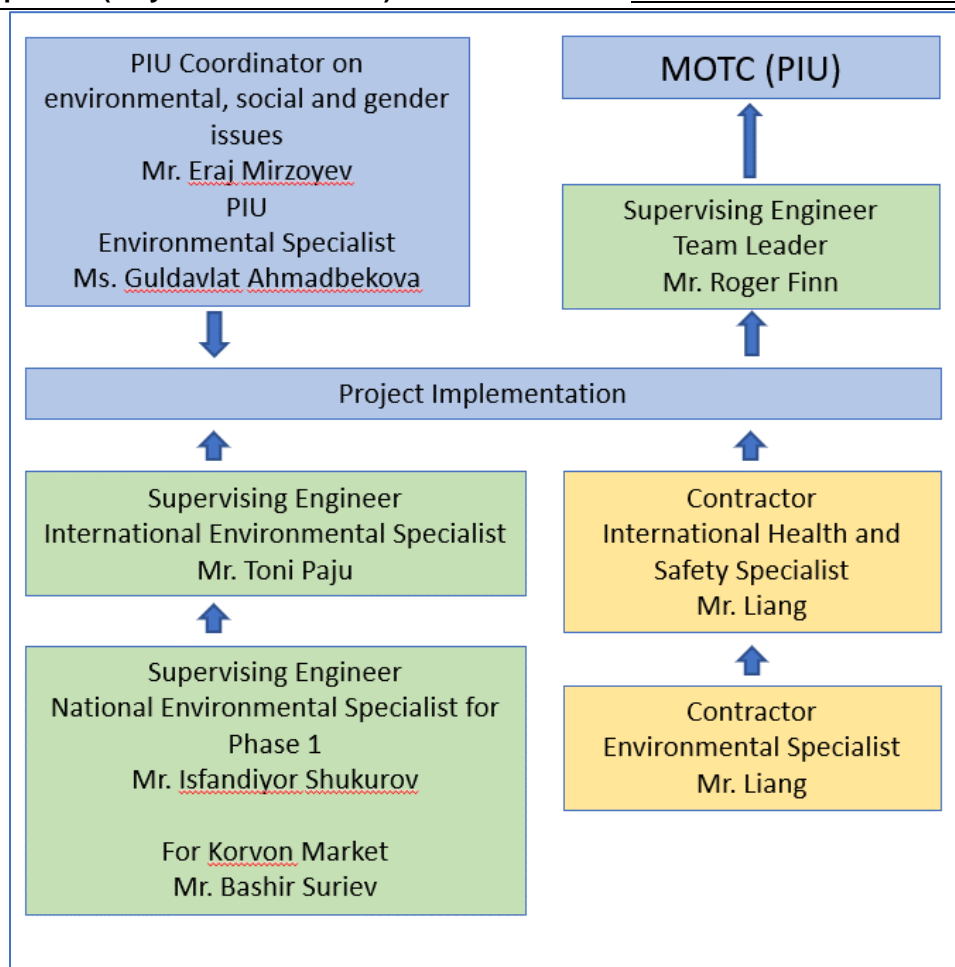 PIU Coordinator on
environmental, social and gender
issues
Mr. Eraj Mirzoyev
PIU
Environmental Specialist
Ms. Guldavlat Ahmadbekova
MOTC (PIU)
Supervising Engineer
Team Leader
Mr. Roger Finn
Project Implementation
Supervising Engineer
International Environmental Specialist
Mr. Toni Paju
Contractor
International Health and
Safety Specialist
Mr. Liang
Supervising Engineer
National Environmental Specialist for
Phase 1
Mr. Isfandiyor Shukurov
For Korvon Market
Mr. Bashir Suriev
Contractor
Environmental Specialist
Mr. Liang